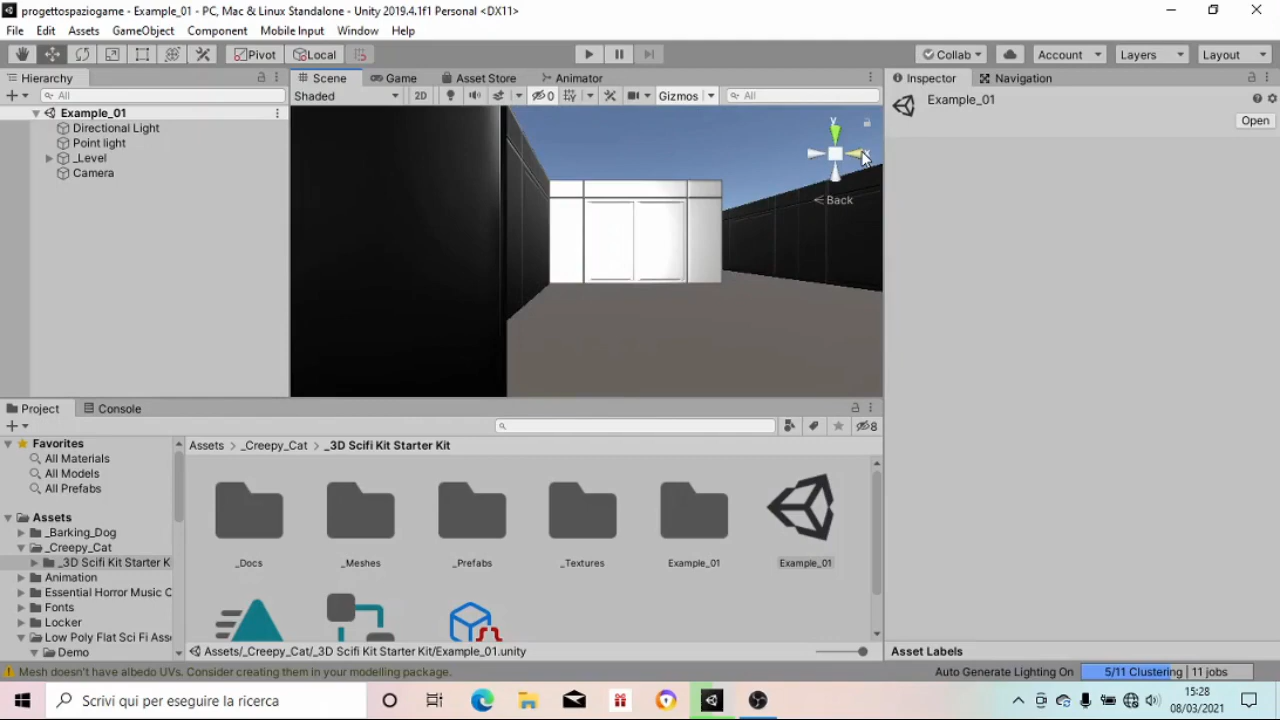 progettospaziogame - Example_01 - PC, Mac & Linux Standalone - Unity 2019.4.1f1 Personal <DX11>
File Edit Assets GameObject Component Mobile Input Window Help
Pivot Local Collab Account Layers Layout
Hierarchy Scene Game Asset Store Animator Inspector Navigation
All Shaded 2D 0 Gizmos All
Example_01
Directional Light
Point light
_Level
Camera
y
x
< Back
Example_01
Open
Project Console
8
Favorites
All Materials
All Models
All Prefabs
Assets
_Barking_Dog
_Creepy_Cat
_3D Scifi Kit Starter K
Animation
Essential Horror Music C
Fonts
Locker
Low Poly Flat Sci Fi Asse
Demo
Assets > _Creepy_Cat > _3D Scifi Kit Starter Kit
_Docs _Meshes _Prefabs _Textures Example_01 Example_01
Assets/_Creepy_Cat/_3D Scifi Kit Starter Kit/Example_01.unity
Asset Labels
Mesh doesn't have albedo UVs. Consider creating them in your modelling package.
Auto Generate Lighting On 5/11 Clustering | 11 jobs
Scrivi qui per eseguire la ricerca
15:28
08/03/2021